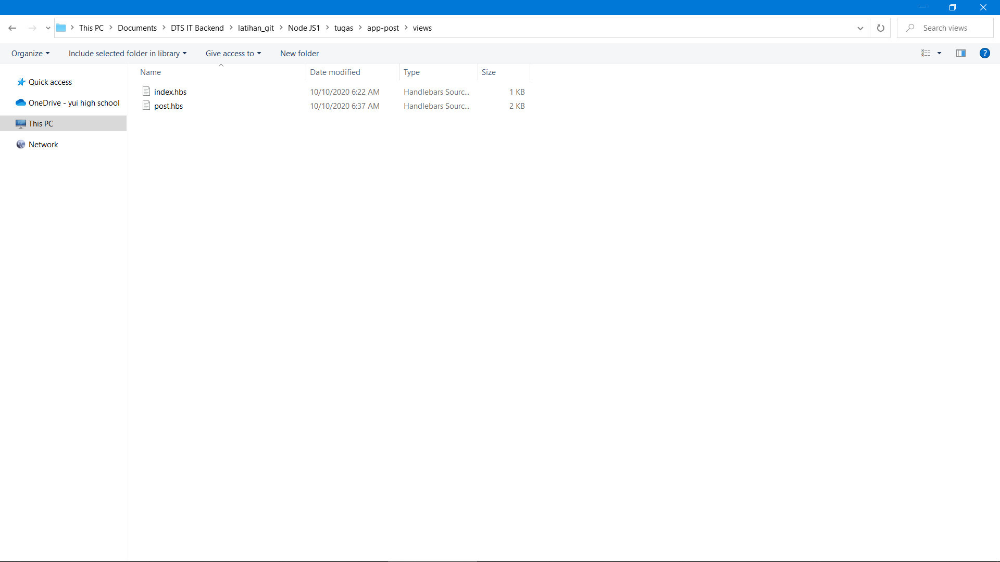 This PC Documents DTS IT Backend latihan_git Node JS1 tugas app-post views Search views
Organize Include selected folder in library Give access to New folder ?
Name Date modified Type Size
Quick access
OneDrive - yui high school
This PC
Network
index.hbs 10/10/2020 6:22 AM Handlebars Sourc... 1 KB
post.hbs 10/10/2020 6:37 AM Handlebars Sourc... 2 KB